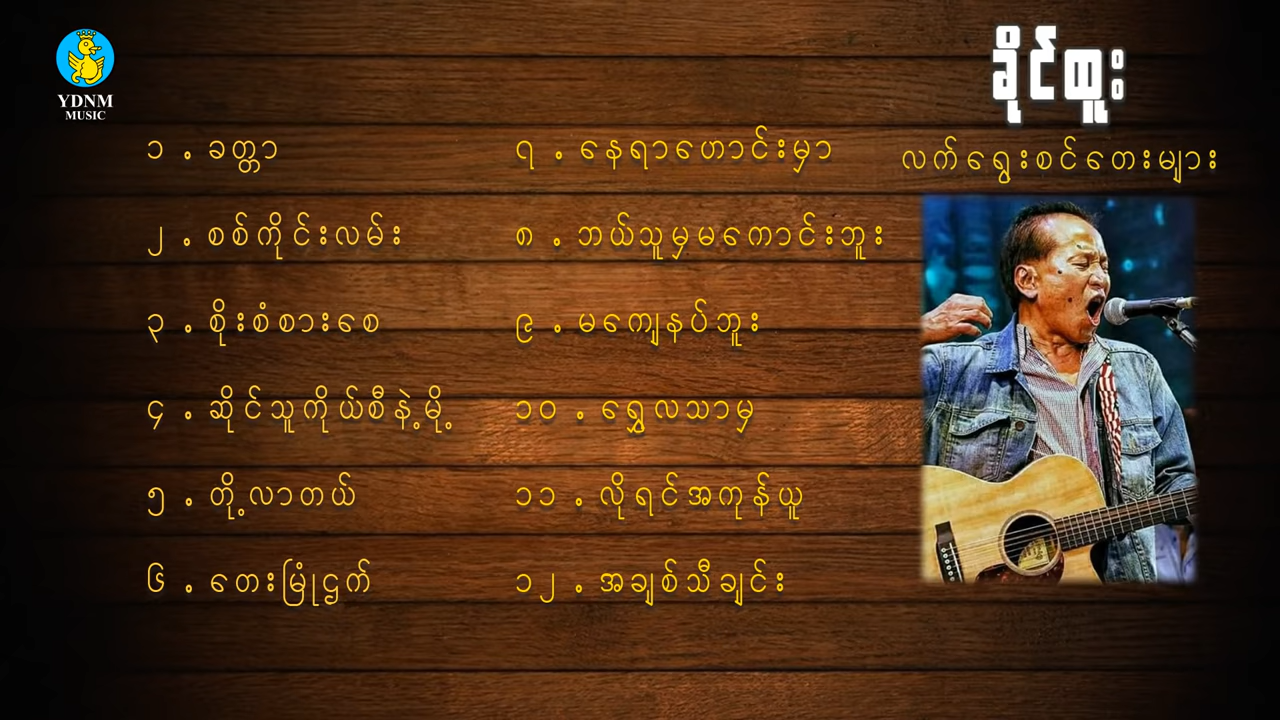 YDNM
MUSIC
ခိုင်ထူး
လက်ရွေးစင်တေးများ
၁ . ခတ္တာ
၂ . စစ်ကိုင်းလမ်း
၃ . စိုးစံစားစေ
၄ . ဆိုင်သူကိုယ်စီနဲ့မို့
၅ . တို့လာတယ်
၆ . တေးမြုံငှက်
၇ . နေရာဟောင်းမှာ
၈ . ဘယ်သူမှမကောင်းဘူး
၉ . မကျေနပ်ဘူး
၁၀ . ရွှေလသာမှ
၁၁ . လိုရင်အကုန်ယူ
၁၂ . အချစ်သီချင်း